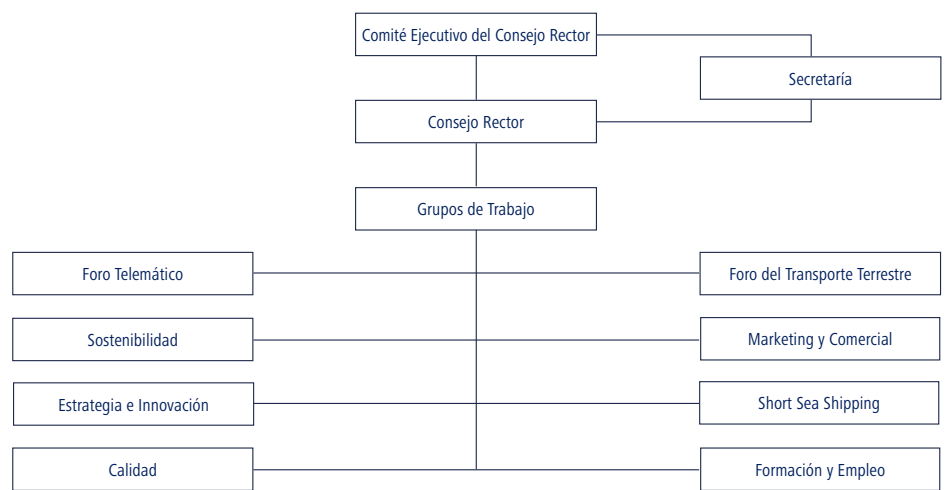 Comité Ejecutivo del Consejo Rector
Secretaría
Consejo Rector
Grupos de Trabajo
Foro Telemático
Foro del Transporte Terrestre
Sostenibilidad
Marketing y Comercial
Estrategia e Innovación
Short Sea Shipping
Calidad
Formación y Empleo